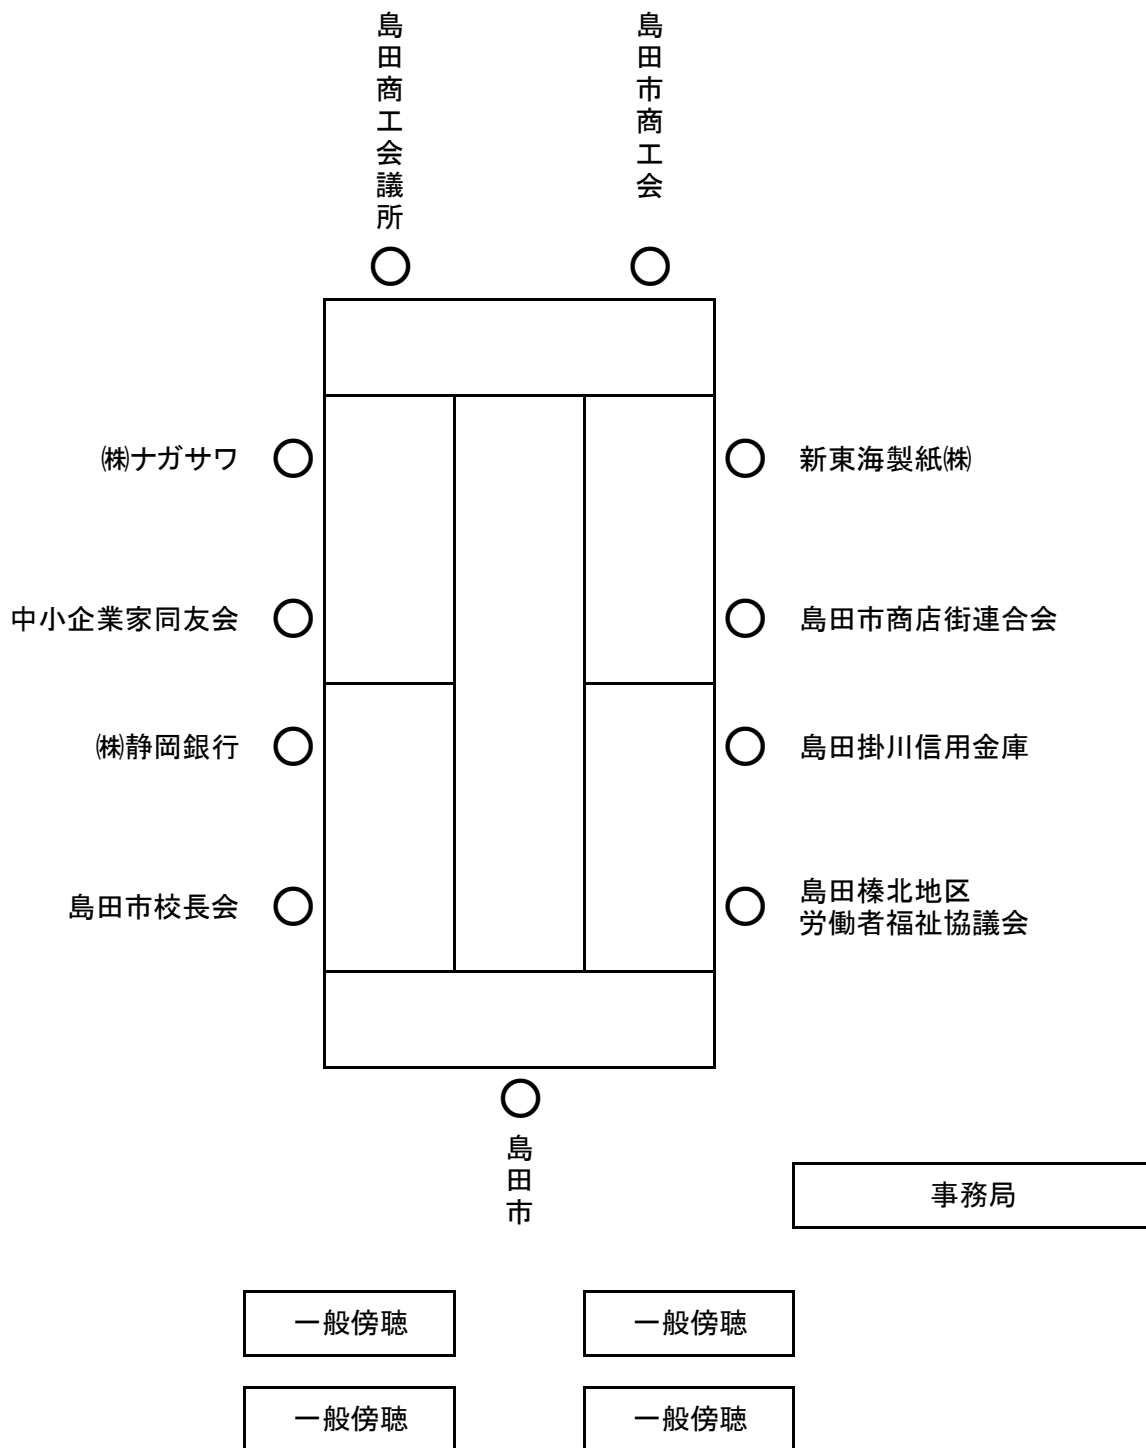 島田商工会議所
島田市商工会
㈱ナガサワ
新東海製紙㈱
中小企業家同友会
島田市商店街連合会
㈱静岡銀行
島田掛川信用金庫
島田市校長会
島田榛北地区
労働者福祉協議会
島田市
事務局
一般傍聴
一般傍聴
一般傍聴
一般傍聴